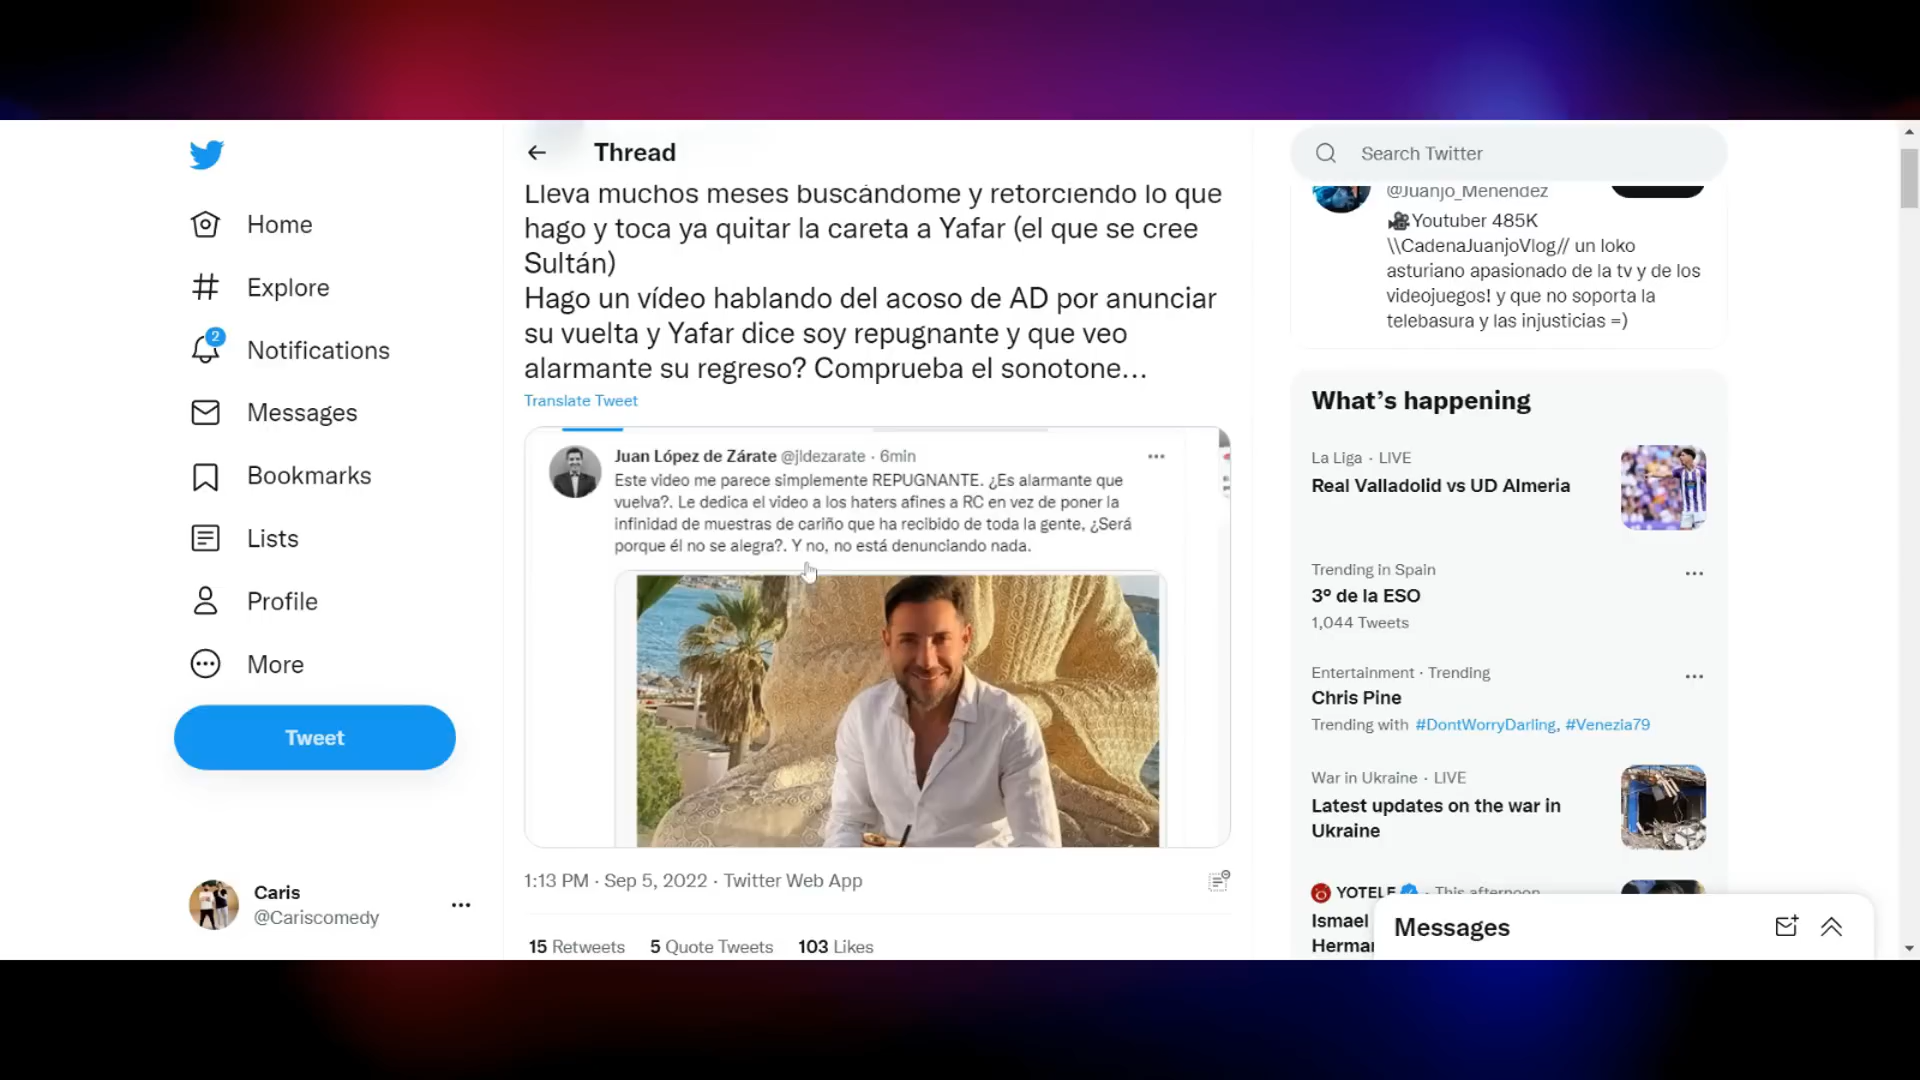 Home
Explore
2
Notifications
Messages
Bookmarks
Lists
Profile
More
Tweet
Caris
@Cariscomedy
Thread
Lleva muchos meses buscándome y retorciendo lo que
hago y toca ya quitar la careta a Yafar (el que se cree
Sultán)
Hago un vídeo hablando del acoso de AD por anunciar
su vuelta y Yafar dice soy repugnante y que veo
alarmante su regreso? Comprueba el sonotone...
Translate Tweet
Juan López de Zárate @jldezarate · 6min
Este video me parece simplemente REPUGNANTE. ¿Es alarmante que
vuelva?. Le dedica el video a los haters afines a RC en vez de poner la
infinidad de muestras de cariño que ha recibido de toda la gente, ¿Será
porque él no se alegra?. Y no, no está denunciando nada.
1:13 PM · Sep 5, 2022 · Twitter Web App
15 Retweets 5 Quote Tweets 103 Likes
Search Twitter
@Juanjo_Menendez
Youtuber 485K
\\CadenaJuanjoVlog// un loko
asturiano apasionado de la tv y de los
videojuegos! y que no soporta la
telebasura y las injusticias =)
What's happening
La Liga · LIVE
Real Valladolid vs UD Almeria
Trending in Spain
3º de la ESO
1,044 Tweets
Entertainment · Trending
Chris Pine
Trending with #DontWorryDarling, #Venezia79
War in Ukraine · LIVE
Latest updates on the war in
Ukraine
YOTELE · This afternoon
Ismael
Messages